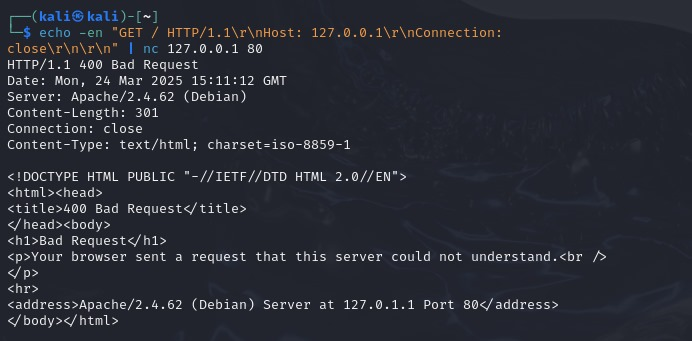 ┌──(kali㉿kali)-[~]
└─$ echo -en "GET / HTTP/1.1\r\nHost: 127.0.0.1\r\nConnection:
close\r\n\r\n" | nc 127.0.0.1 80
HTTP/1.1 400 Bad Request
Date: Mon, 24 Mar 2025 15:11:12 GMT
Server: Apache/2.4.62 (Debian)
Content-Length: 301
Connection: close
Content-Type: text/html; charset=iso-8859-1

<!DOCTYPE HTML PUBLIC "-//IETF//DTD HTML 2.0//EN">
<html><head>
<title>400 Bad Request</title>
</head><body>
<h1>Bad Request</h1>
<p>Your browser sent a request that this server could not understand.<br />
</p>
<hr>
<address>Apache/2.4.62 (Debian) Server at 127.0.1.1 Port 80</address>
</body></html>